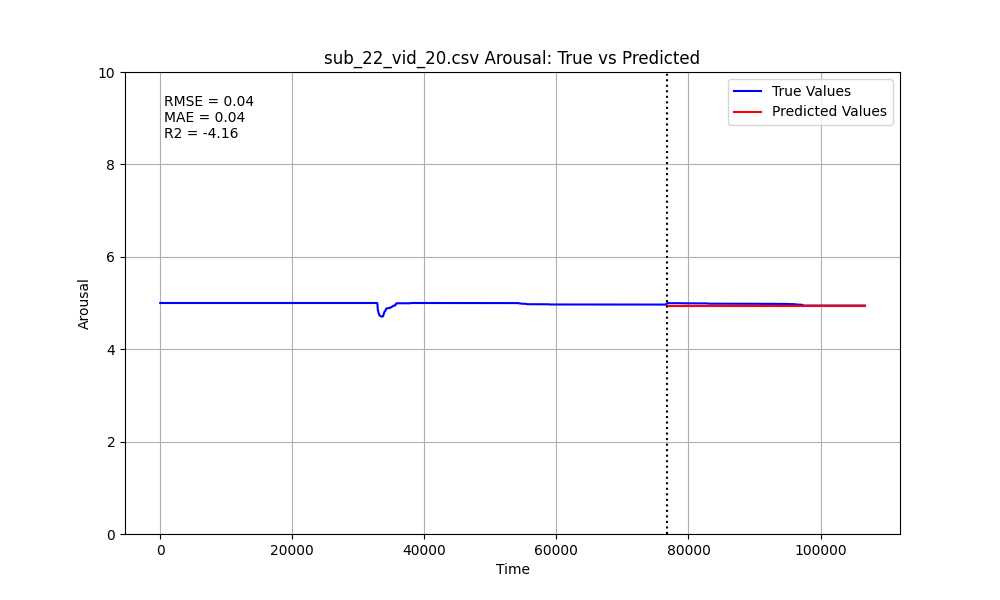 sub_22_vid_20.csv Arousal: True vs Predicted
RMSE = 0.04
MAE = 0.04
R2 = -4.16
True Values
Predicted Values
Arousal
10
8
6
4
2
0
0
20000
40000
60000
80000
100000
Time